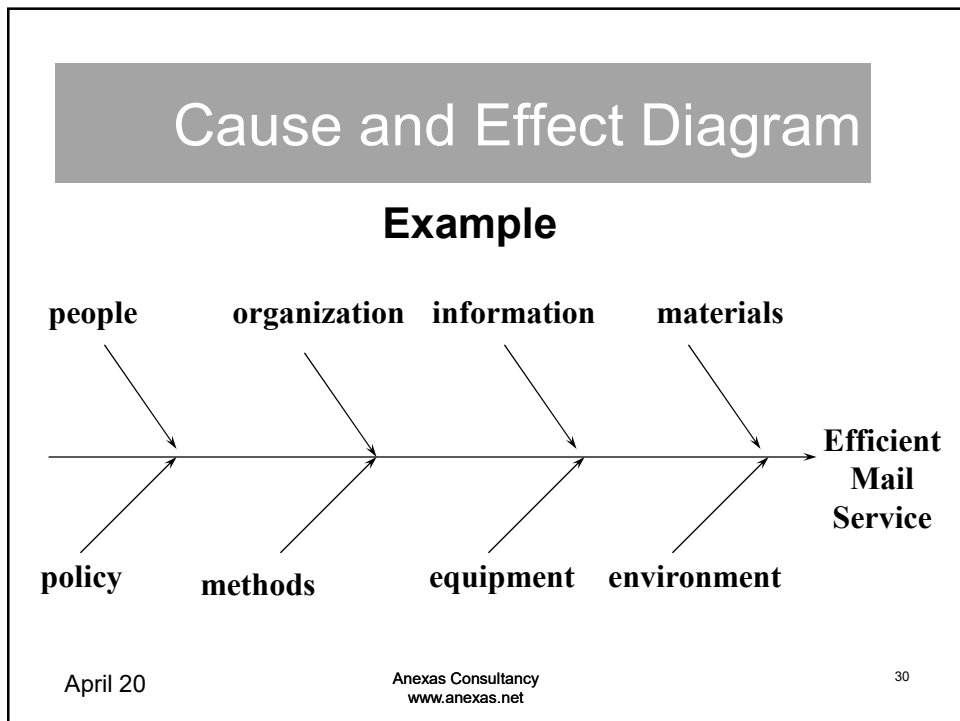 Cause and Effect Diagram
Example
people organization information materials
Efficient
Mail
Service
policy methods equipment environment
April 20
Anexas Consultancy
www.anexas.net
30